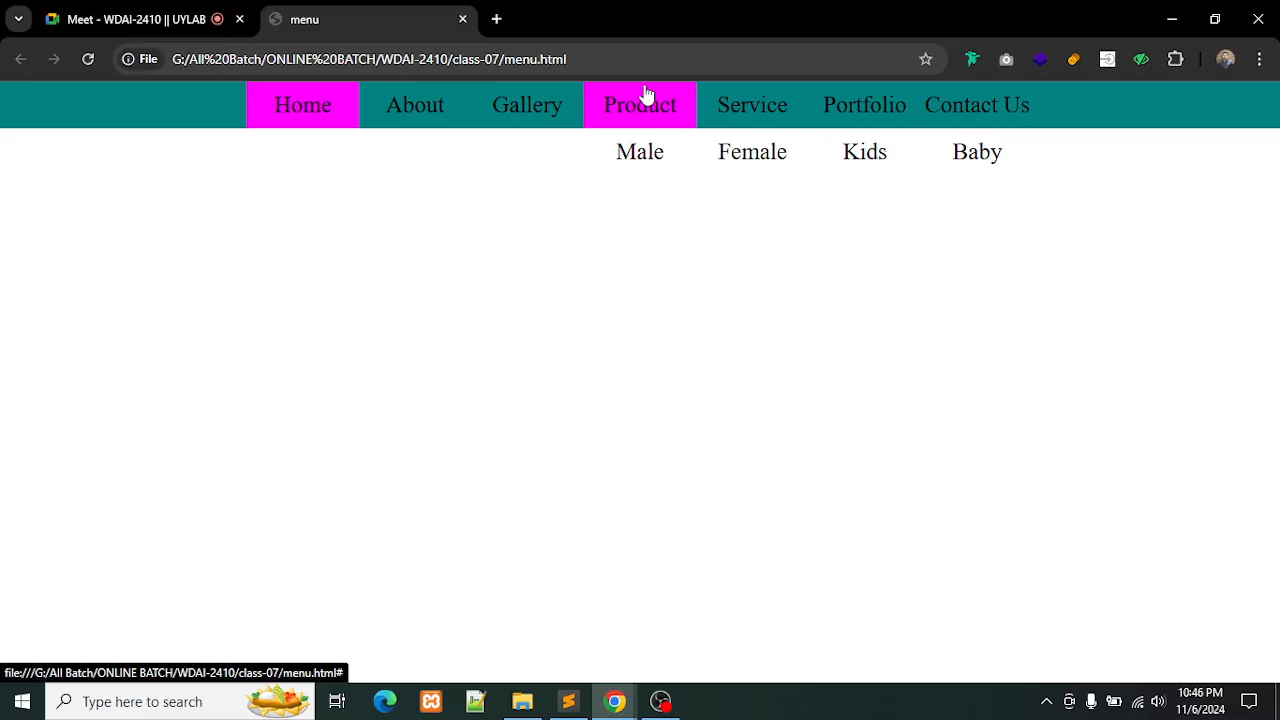 Meet - WDAI-2410 || UYLAB
menu
File
G:/All%20Batch/ONLINE%20BATCH/WDAI-2410/class-07/menu.html
Home About Gallery Product Service Portfolio Contact Us
Male Female Kids Baby
file:///G:/All Batch/ONLINE BATCH/WDAI-2410/class-07/menu.html#
Type here to search
10:46 PM
11/6/2024